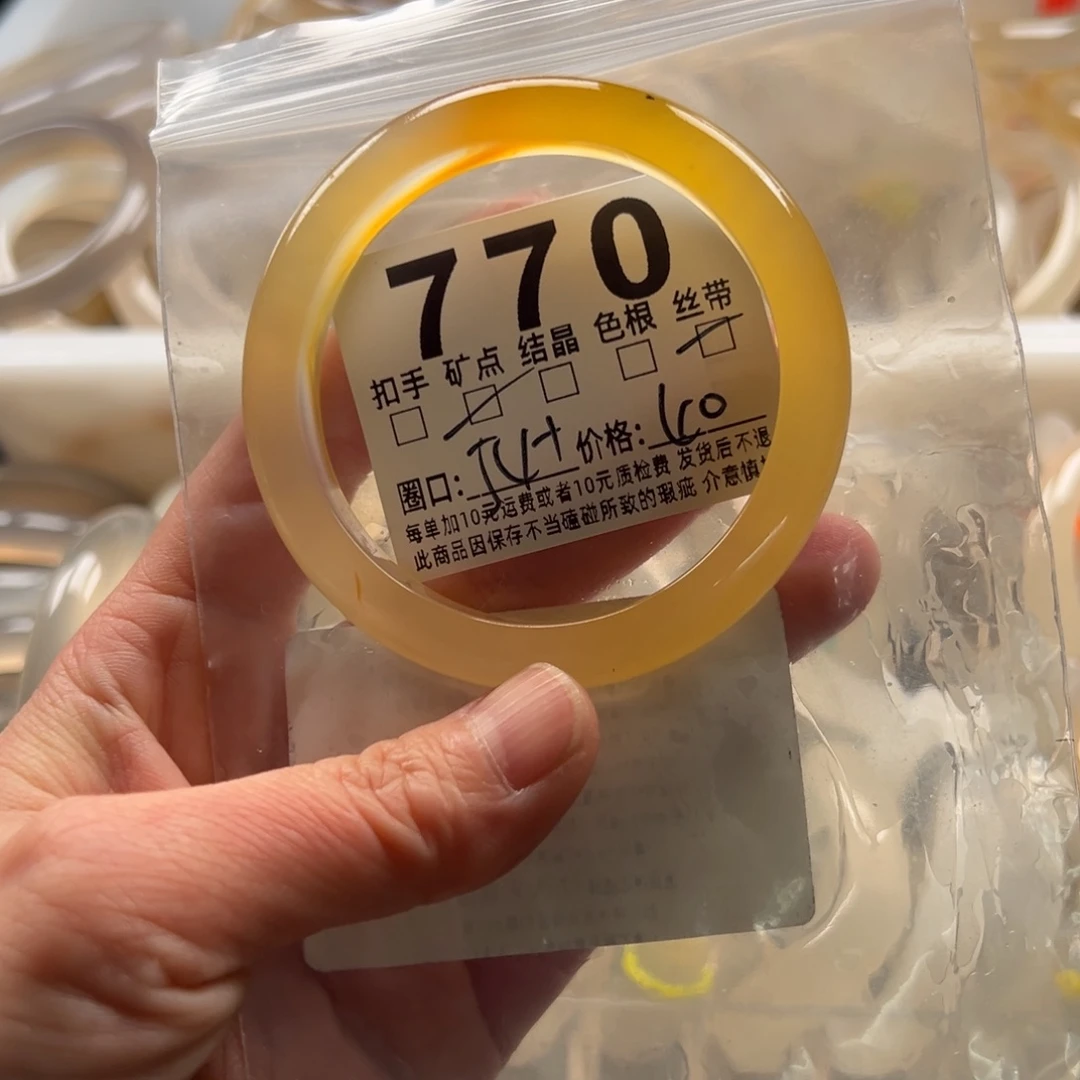 770
扣手 矿点 结晶 色根 丝带
圈口: 价格:
每单加10元运费或者10元质检费 发货后不退
此商品因保存不当磕碰所致的瑕疵 介意慎